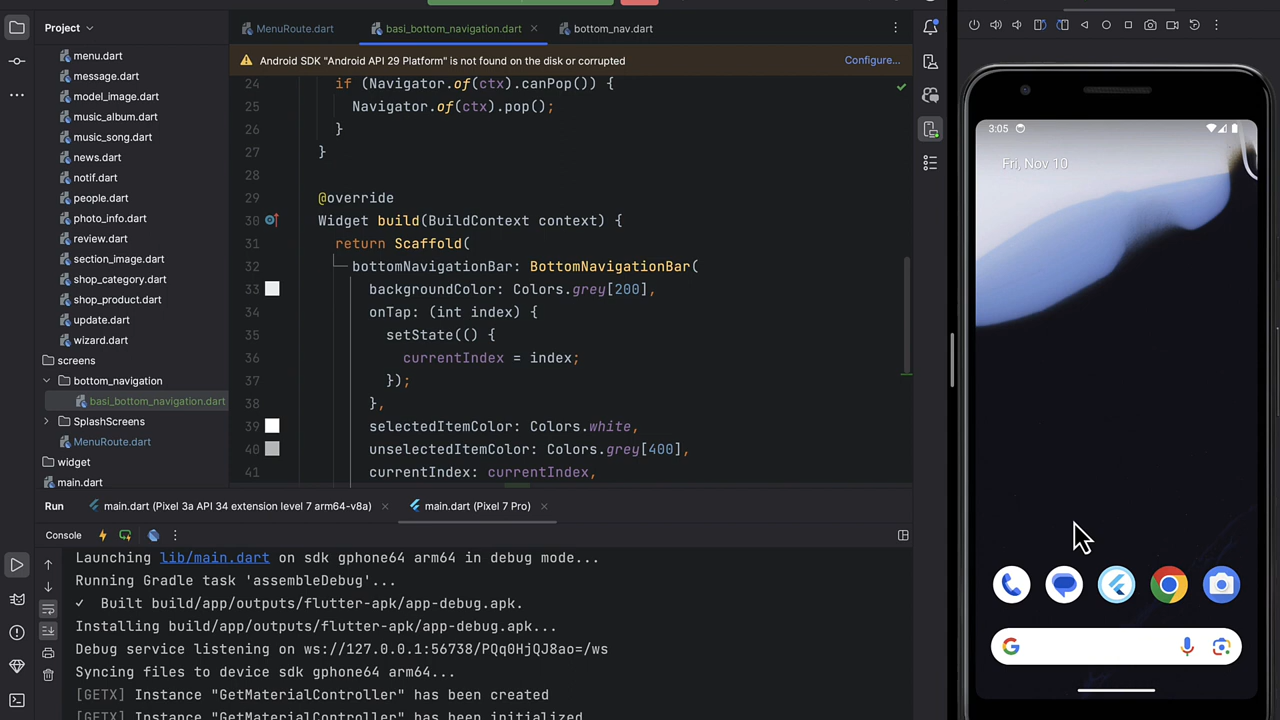 Project
MenuRoute.dart
basi_bottom_navigation.dart
bottom_nav.dart
Android SDK "Android API 29 Platform" is not found on the disk or corrupted
Configure...
menu.dart
message.dart
model_image.dart
music_album.dart
music_song.dart
news.dart
notif.dart
people.dart
photo_info.dart
review.dart
section_image.dart
shop_category.dart
shop_product.dart
update.dart
wizard.dart
screens
bottom_navigation
basi_bottom_navigation.dart
SplashScreens
MenuRoute.dart
widget
main.dart
24 if (Navigator.of(ctx).canPop()) {
25 Navigator.of(ctx).pop();
26 }
27 }
28
29 @override
30 Widget build(BuildContext context) {
31 return Scaffold(
32 bottomNavigationBar: BottomNavigationBar(
33 backgroundColor: Colors.grey[200],
34 onTap: (int index) {
35 setState(() {
36 currentIndex = index;
37 });
38 },
39 selectedItemColor: Colors.white,
40 unselectedItemColor: Colors.grey[400],
41 currentIndex: currentIndex,
Run
main.dart (Pixel 3a API 34 extension level 7 arm64-v8a)
main.dart (Pixel 7 Pro)
Console
Launching lib/main.dart on sdk gphone64 arm64 in debug mode...
Running Gradle task 'assembleDebug'...
✓ Built build/app/outputs/flutter-apk/app-debug.apk.
Installing build/app/outputs/flutter-apk/app-debug.apk...
Debug service listening on ws://127.0.0.1:56738/PQq0HjQJ8ao=/ws
Syncing files to device sdk gphone64 arm64...
[GETX] Instance "GetMaterialController" has been created
[GETX] Instance "GetMaterialController" has been initialized
3:05
Fri, Nov 10